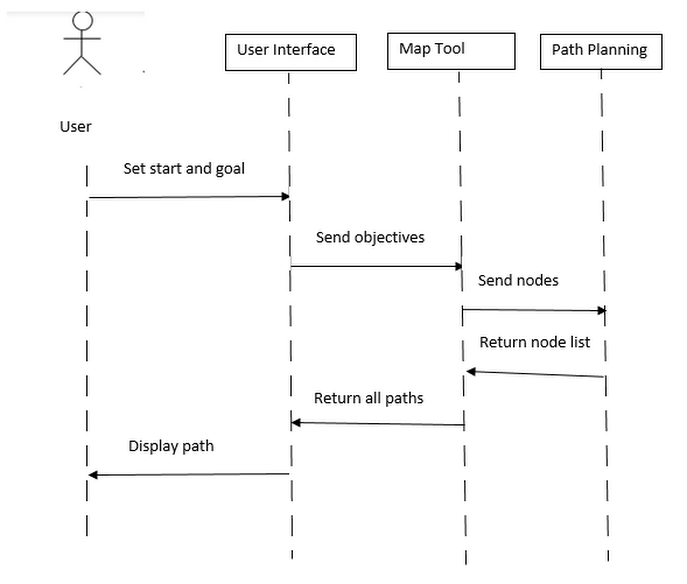 User Interface
Map Tool
Path Planning
User
Set start and goal
Send objectives
Send nodes
Return node list
Return all paths
Display path